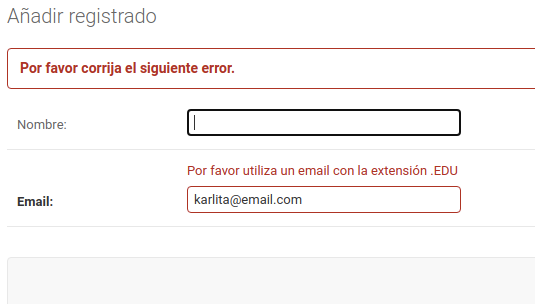 Añadir registrado
Por favor corrija el siguiente error.
Nombre:
Por favor utiliza un email con la extensión .EDU
Email:
karlita@email.com